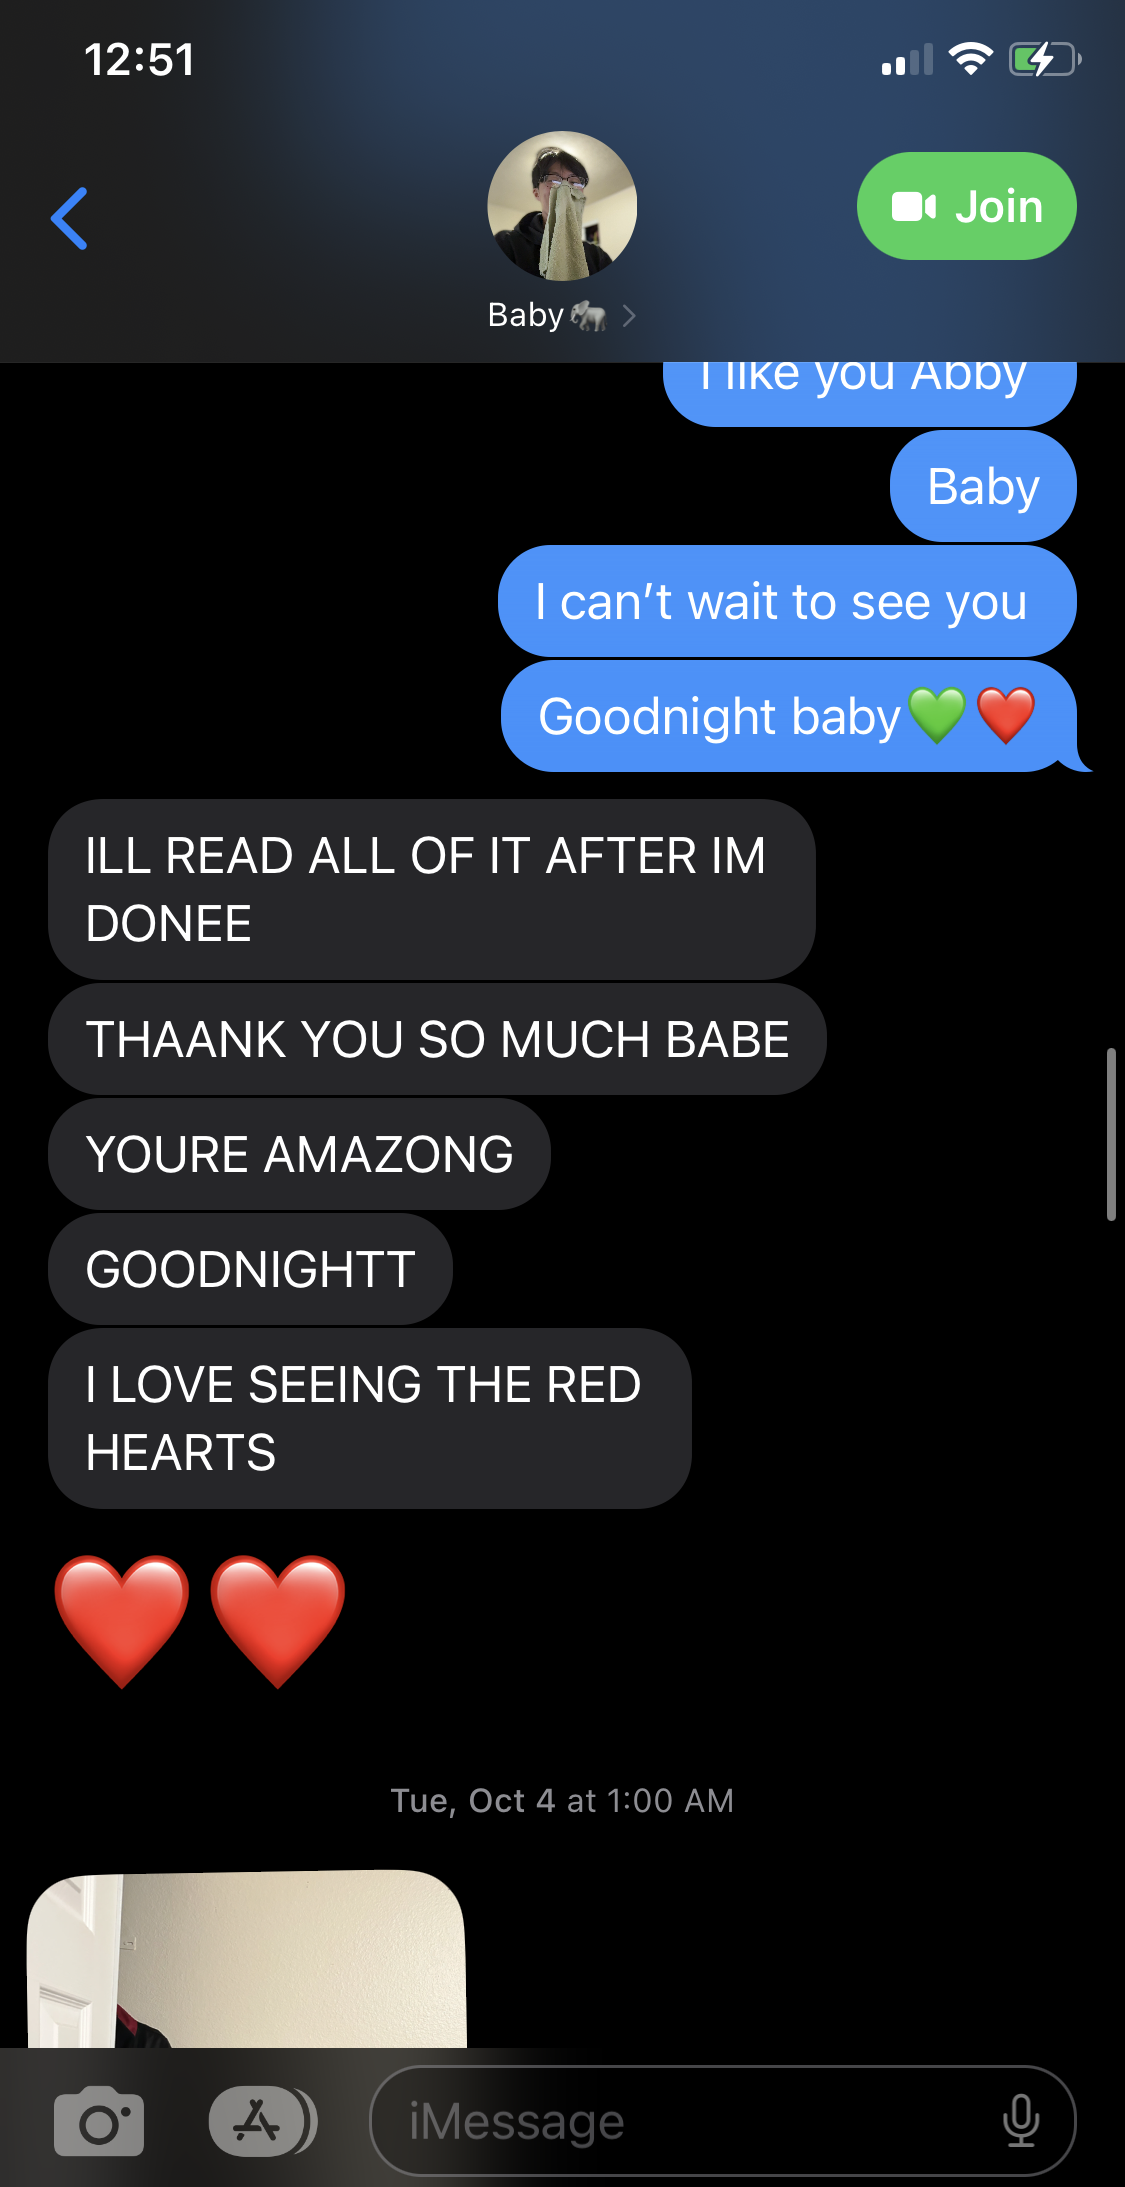 12:51
Join
Baby🐘 >
I like you Abby
Baby
I can't wait to see you
Goodnight baby💚❤️
ILL READ ALL OF IT AFTER IM
DONEE
THAANK YOU SO MUCH BABE
YOURE AMAZONG
GOODNIGHTT
I LOVE SEEING THE RED
HEARTS
❤️❤️
Tue, Oct 4 at 1:00 AM
iMessage